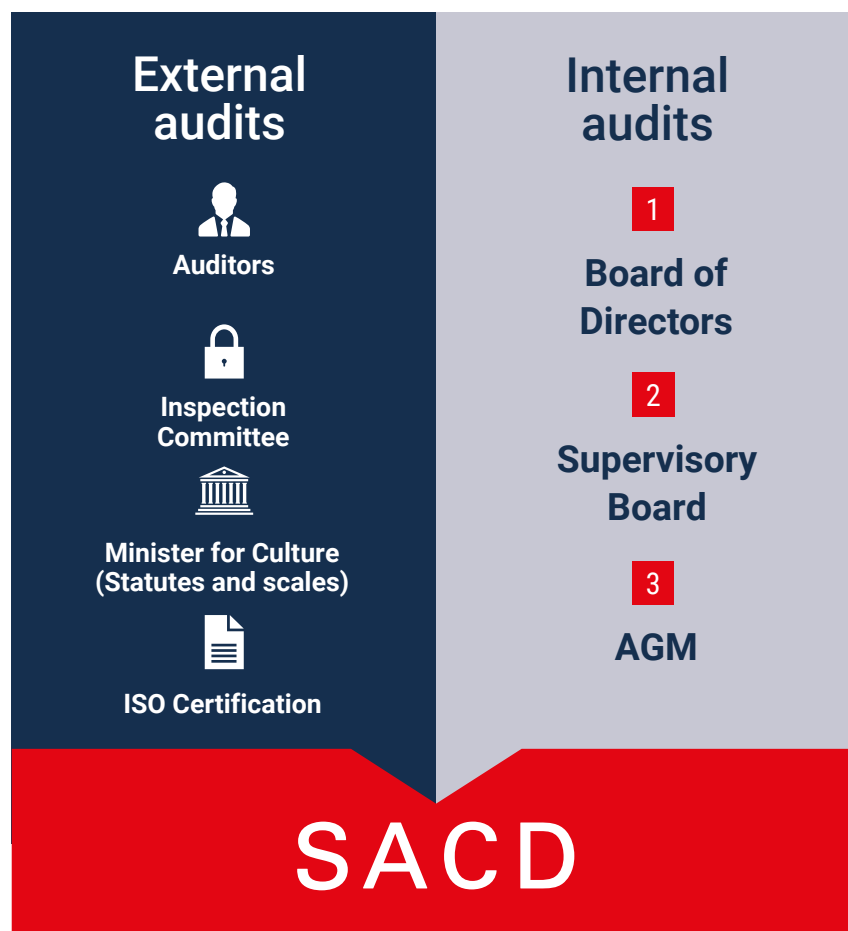 External
audits
Auditors
Inspection
Committee
Minister for Culture
(Statutes and scales)
ISO Certification
Internal
audits
1
Board of
Directors
2
Supervisory
Board
3
AGM
SACD